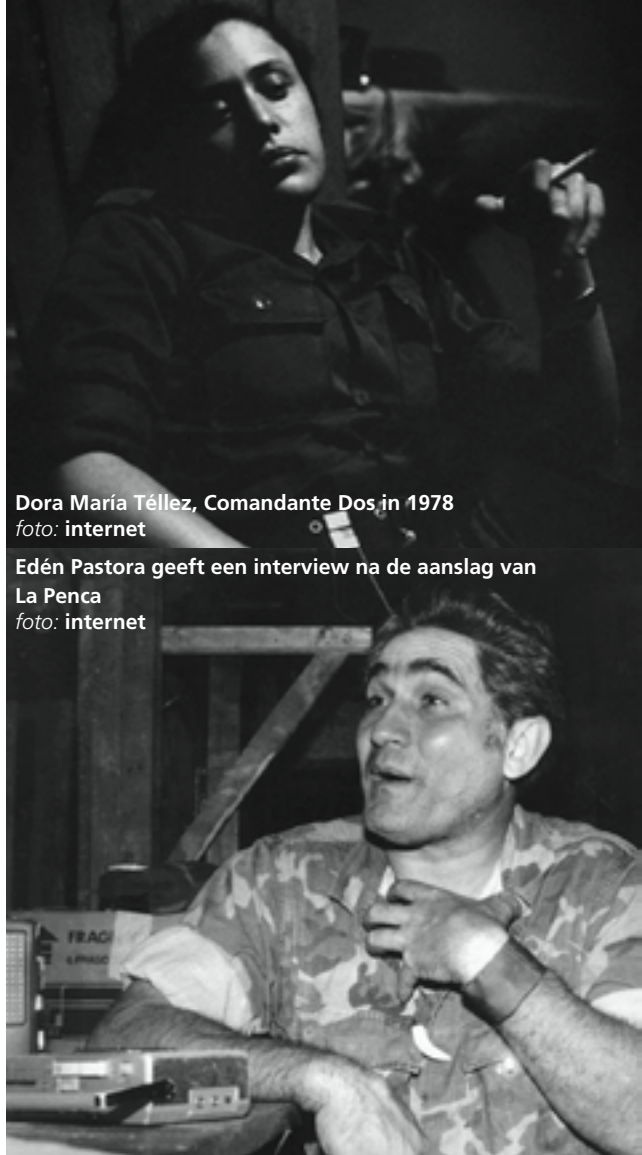 Dora María Téllez, Comandante Dos in 1978
foto: internet
Edén Pastora geeft een interview na de aanslag van
La Penca
foto: internet
FRAGI